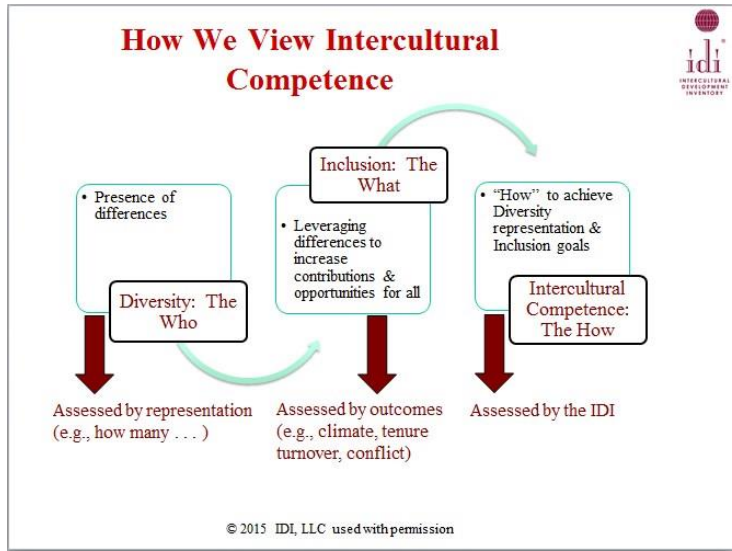 How We View Intercultural
Competence
idi®
INTERCULTURAL
DEVELOPMENT
INVENTORY
• Presence of
differences
Diversity: The
Who
Assessed by representation
(e.g., how many . . . )
Inclusion: The
What
• Leveraging
differences to
increase
contributions &
opportunities for all
Assessed by outcomes
(e.g., climate, tenure
turnover, conflict)
• “How” to achieve
Diversity
representation &
Inclusion goals
Intercultural
Competence:
The How
Assessed by the IDI
© 2015 IDI, LLC used with permission